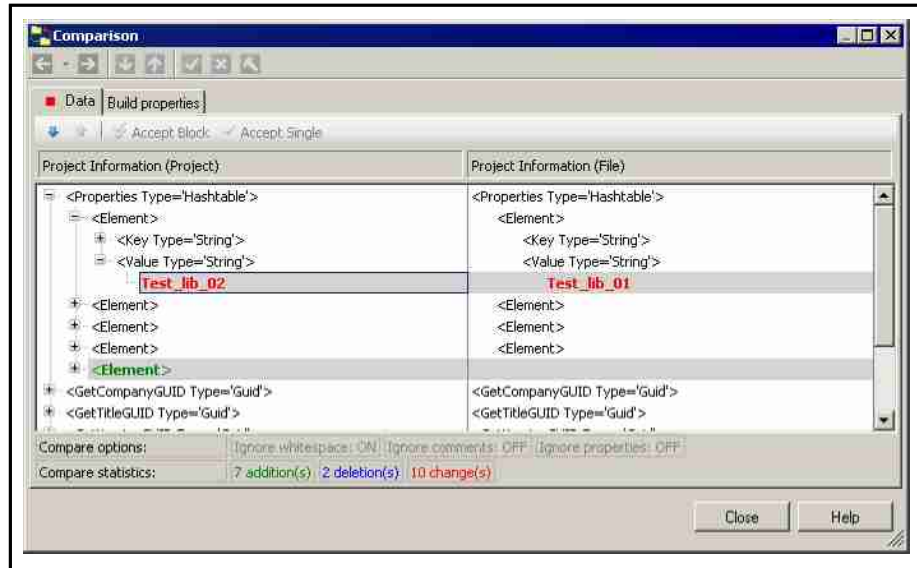 Comparison
Data Build properties
Accept Block Accept Single
Project Information (Project) Project Information (File)
<Properties Type='Hashtable'> <Properties Type='Hashtable'>
<Element> <Element>
<Key Type='String'> <Key Type='String'>
<Value Type='String'> <Value Type='String'>
Test_lib_02 Test_lib_01
<Element> <Element>
<Element> <Element>
<Element> <Element>
<Element>
<GetCompanyGUID Type='Guid'> <GetCompanyGUID Type='Guid'>
<GetTitleGUID Type='Guid'> <GetTitleGUID Type='Guid'>
Compare options: Ignore whitespace: ON Ignore comments: OFF Ignore properties: OFF
Compare statistics: 7 addition(s) 2 deletion(s) 10 change(s)
Close Help